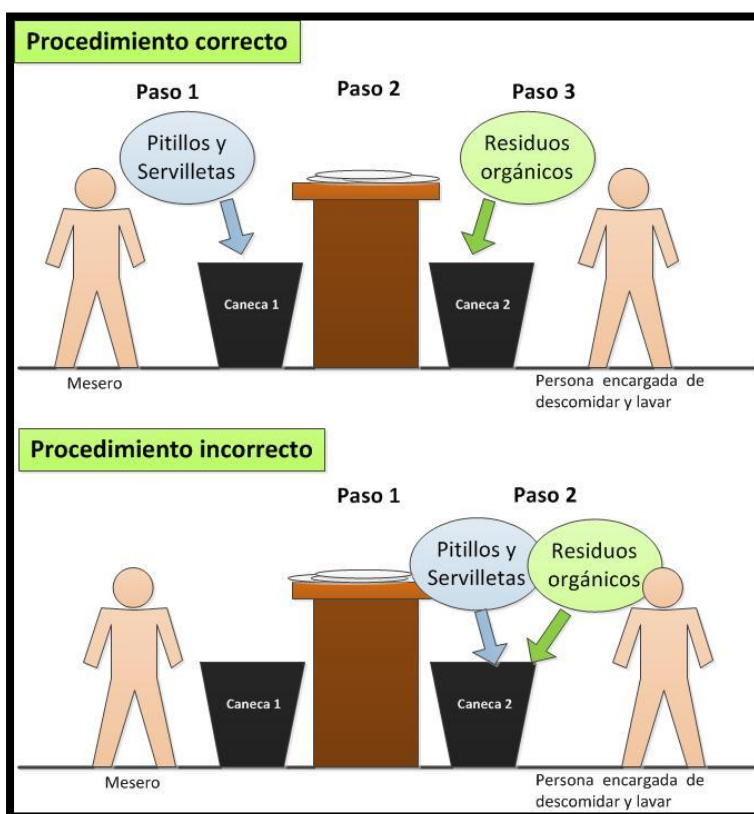 Procedimiento correcto
Paso 1
Paso 2
Paso 3
Pitillos y
Servilletas
Residuos
orgánicos
Caneca 1
Caneca 2
Mesero
Persona encargada de
descomidar y lavar
Procedimiento incorrecto
Paso 1
Paso 2
Pitillos y
Servilletas
Residuos
orgánicos
Caneca 1
Caneca 2
Mesero
Persona encargada de
descomidar y lavar